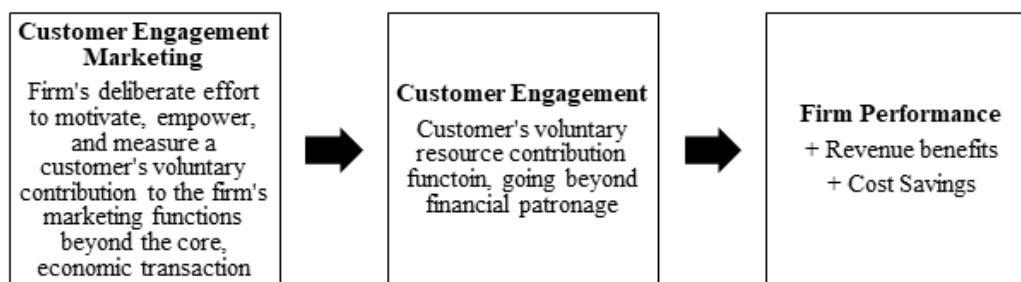 Customer Engagement
Marketing
Firm's deliberate effort
to motivate, empower,
and measure a
customer's voluntary
contribution to the firm's
marketing functions
beyond the core,
economic transaction
Customer Engagement
Customer's voluntary
resource contribution
functoin, going beyond
financial patronage
Firm Performance
+ Revenue benefits
+ Cost Savings